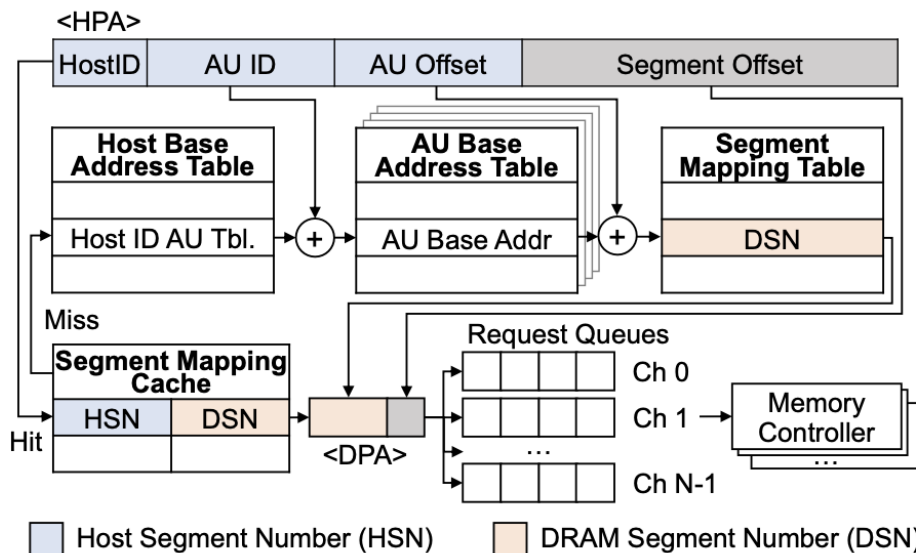 <HPA>
HostID AU ID AU Offset Segment Offset
Host Base
Address Table
AU Base
Address Table
Segment
Mapping Table
Host ID AU Tbl.
+
AU Base Addr
+
DSN
Miss
Segment Mapping
Cache
HSN DSN
Hit
<DPA>
Request Queues
Ch 0
Ch 1
...
Ch N-1
Memory
Controller
...
Host Segment Number (HSN)
DRAM Segment Number (DSN)